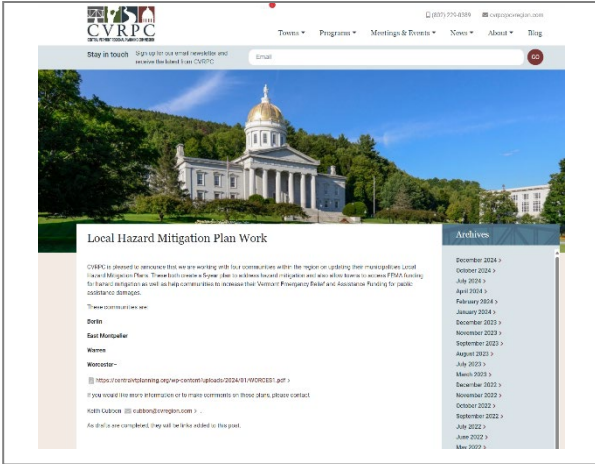 CVRPC
(802) 229-0389 cvrpc@cvregion.com
Towns Programs Meetings & Events News About Blog
Stay in touch Sign up for our email newsletter and
receive the latest from CVRPC
Email
GO
Local Hazard Mitigation Plan Work
CVRPC is pleased to announce that we are working with four communities within the region on updating their municipalities Local
Hazard Mitigation Plans. These both create a 5-year plan to address hazard mitigation and also allow towns to access FEMA funding
for hazard mitigation as well as help communities to increase their Vermont Emergency Relief and Assistance Funding for public
assistance damages.
These communities are:
Berlin
East Montpelier
Warren
Worcester–
https://centralvtplanning.org/wp-content/uploads/2024/01/WORCES1.pdf >
If you would like more information or to make comments on these plans, please contact
Keith Cubbon cubbon@cvregion.com > .
As drafts are completed, they will be links added to this post.
Archives
December 2024 >
October 2024 >
July 2024 >
April 2024 >
February 2024 >
January 2024 >
December 2023 >
November 2023 >
September 2023 >
August 2023 >
July 2023 >
March 2023 >
December 2022 >
November 2022 >
October 2022 >
September 2022 >
July 2022 >
June 2022 >
May 2022 >